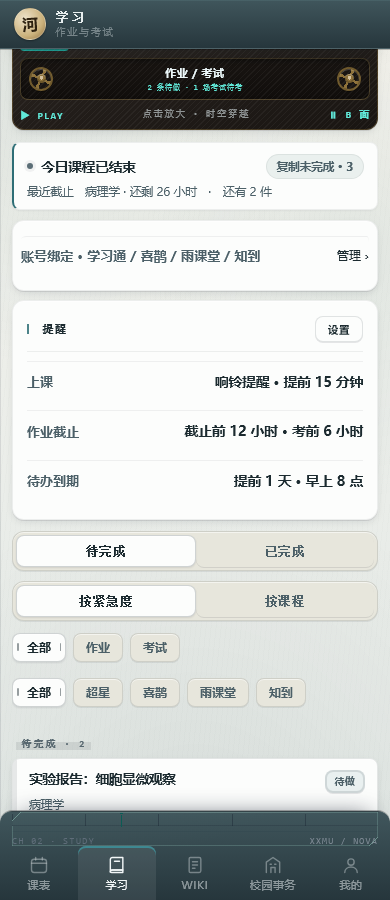 河
学习
作业与考试
作业 / 考试
2 条待做 · 1 场考试待考
▶ PLAY
点击放大 · 时空穿越
⏸ B 面
今日课程已结束
复制未完成 • 3
最近截止 病理学 · 还剩 26 小时 · 还有 2 件
账号绑定 • 学习通 / 喜鹊 / 雨课堂 / 知到
管理 ›
提醒
设置
上课
响铃提醒 • 提前 15 分钟
作业截止
截止前 12 小时 • 考前 6 小时
待办到期
提前 1 天 • 早上 8 点
待完成
已完成
按紧急度
按课程
全部
作业
考试
全部
超星
喜鹊
雨课堂
知到
待完成 · 2
实验报告：细胞显微观察
待做
病理学
CH 02 · STUDY
XXMU / NOVA
课表
学习
WIKI
校园事务
我的